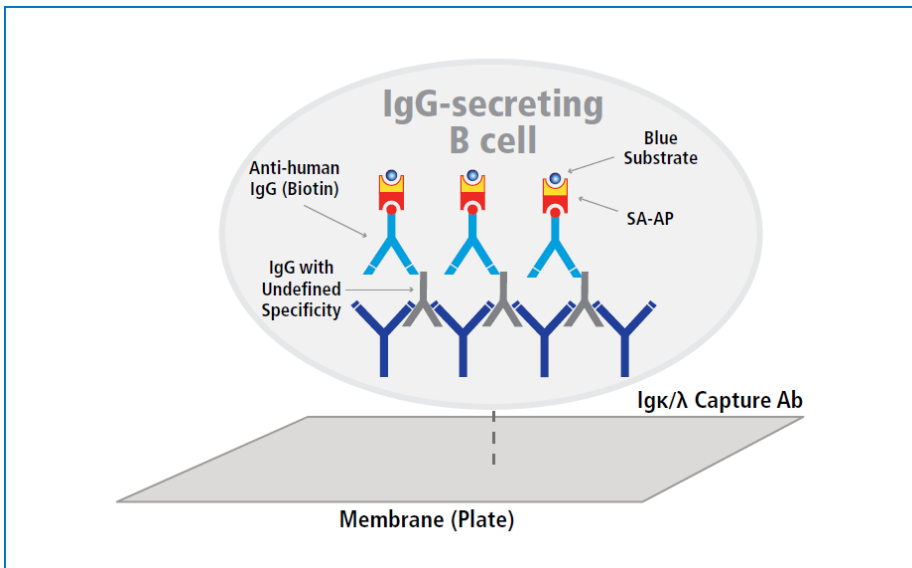 IgG-secreting
B cell
Blue
Substrate
Anti-human
IgG (Biotin)
SA-AP
IgG with
Undefined
Specificity
Igκ/λ Capture Ab
Membrane (Plate)